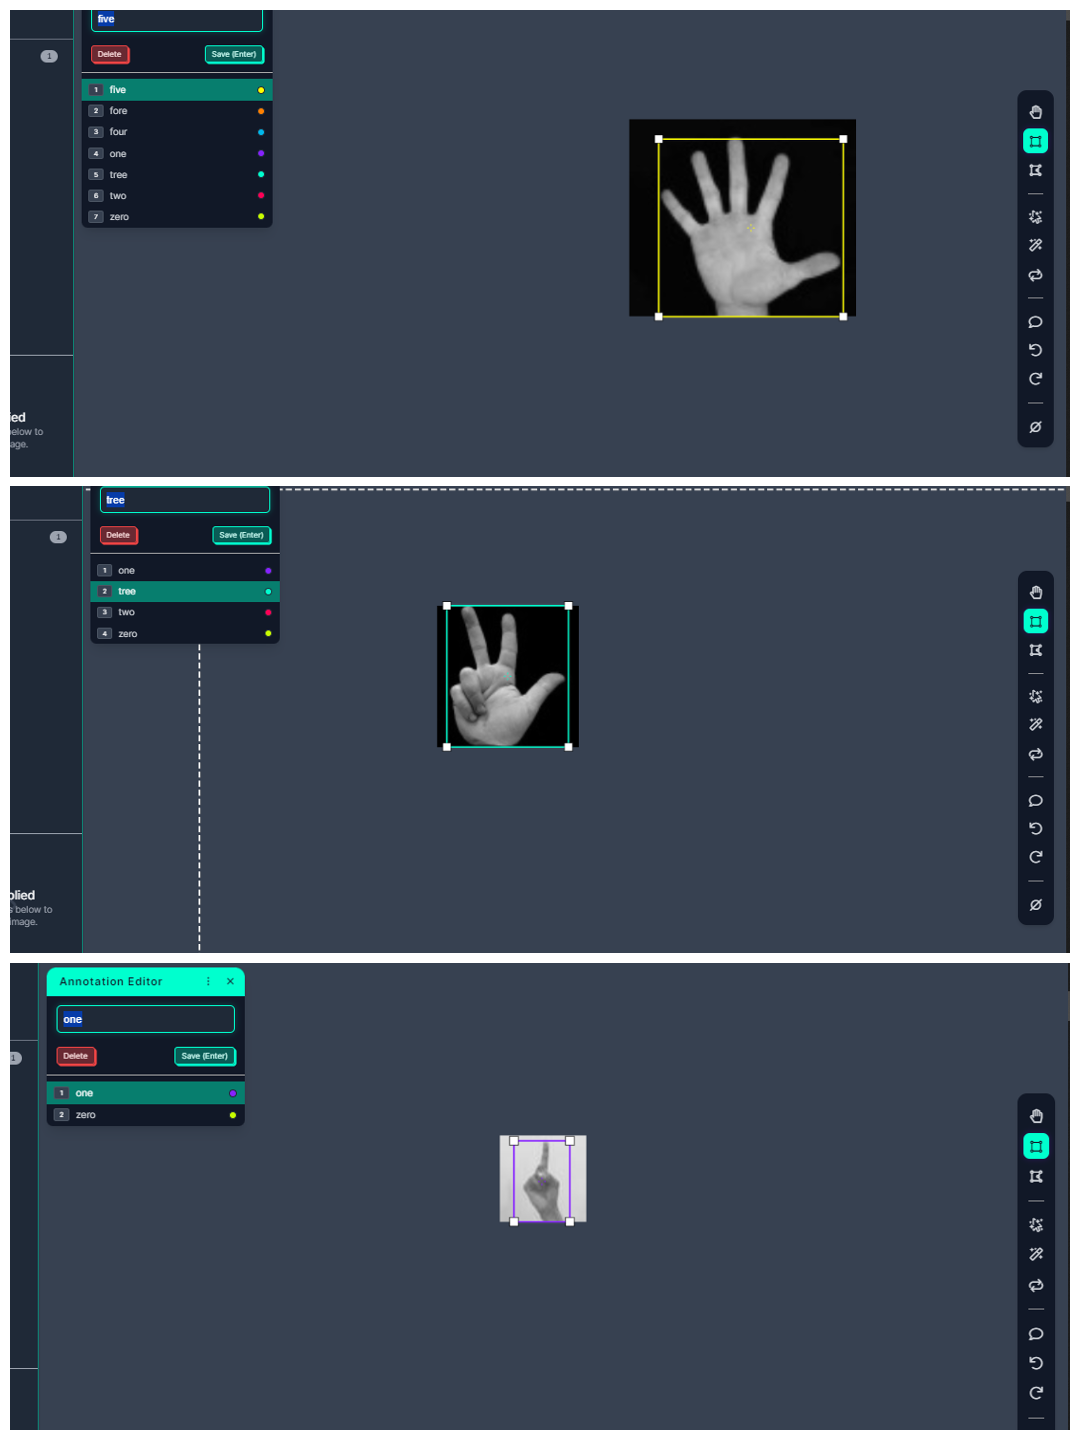 five
Delete
Save (Enter)
1
1 five
2 fore
3 four
4 one
5 tree
6 two
7 zero
ied
below to
age.
tree
Delete
Save (Enter)
1
1 one
2 tree
3 two
4 zero
plied
s below to
image.
Annotation Editor
one
Delete
Save (Enter)
1
1 one
2 zero